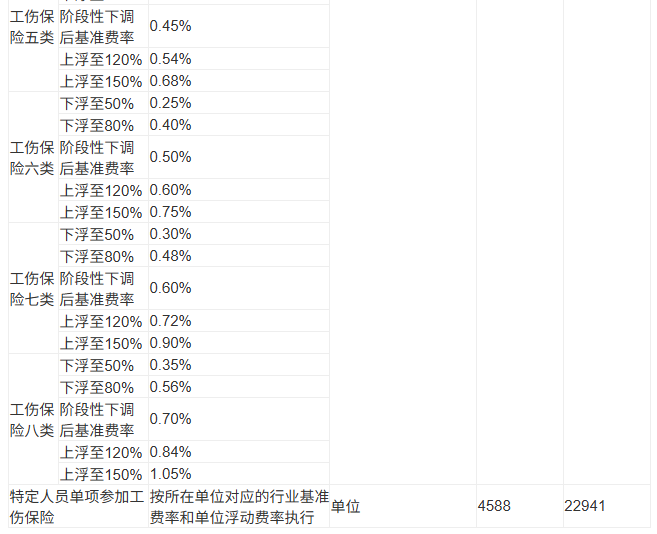 工伤保
险五类
阶段性下调
后基准费率
0.45%
上浮至120%
0.54%
上浮至150%
0.68%
工伤保
险六类
下浮至50%
0.25%
下浮至80%
0.40%
阶段性下调
后基准费率
0.50%
上浮至120%
0.60%
上浮至150%
0.75%
工伤保
险七类
下浮至50%
0.30%
下浮至80%
0.48%
阶段性下调
后基准费率
0.60%
上浮至120%
0.72%
上浮至150%
0.90%
工伤保
险八类
下浮至50%
0.35%
下浮至80%
0.56%
阶段性下调
后基准费率
0.70%
上浮至120%
0.84%
上浮至150%
1.05%
特定人员单项参加工
伤保险
按所在单位对应的行业基准
费率和单位浮动费率执行
单位
4588
22941